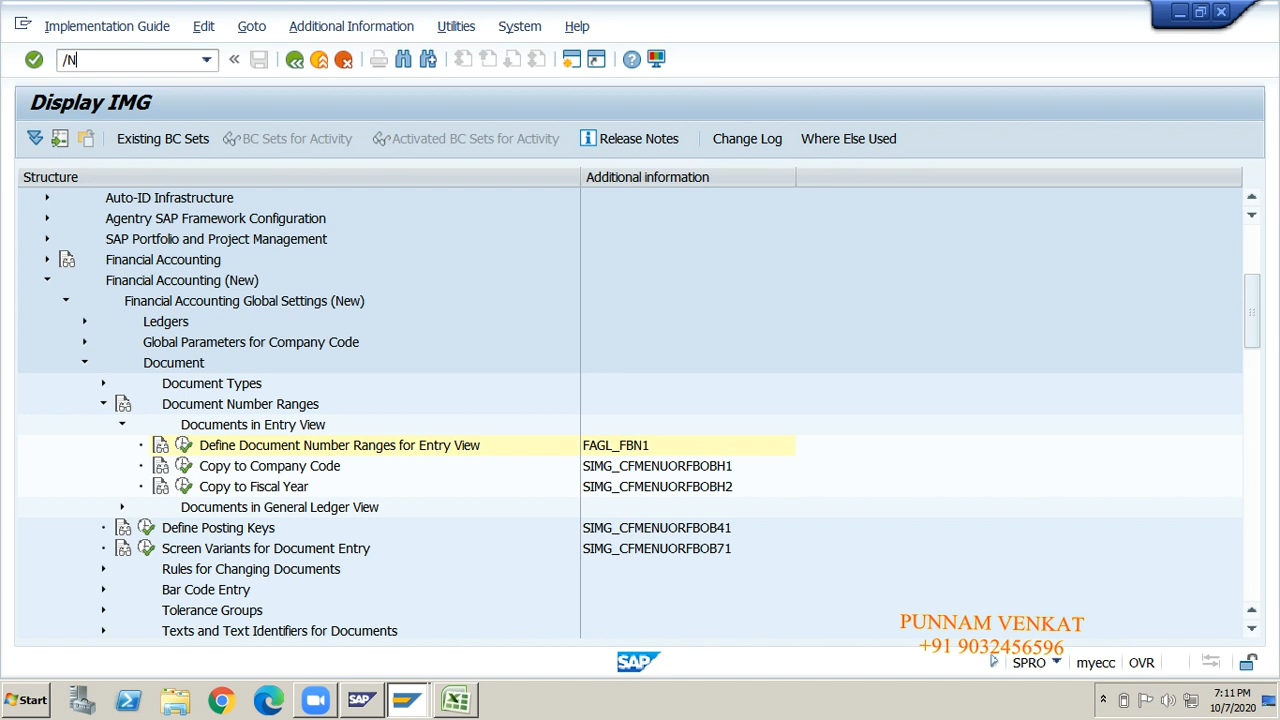 Implementation Guide Edit Goto Additional Information Utilities System Help
/N
Display IMG
Existing BC Sets BC Sets for Activity Activated BC Sets for Activity Release Notes Change Log Where Else Used
Structure Additional information
Auto-ID Infrastructure
Agentry SAP Framework Configuration
SAP Portfolio and Project Management
Financial Accounting
Financial Accounting (New)
Financial Accounting Global Settings (New)
Ledgers
Global Parameters for Company Code
Document
Document Types
Document Number Ranges
Documents in Entry View
Define Document Number Ranges for Entry View FAGL_FBN1
Copy to Company Code SIMG_CFMENUORFBOBH1
Copy to Fiscal Year SIMG_CFMENUORFBOBH2
Documents in General Ledger View
Define Posting Keys SIMG_CFMENUORFBOB41
Screen Variants for Document Entry SIMG_CFMENUORFBOB71
Rules for Changing Documents
Bar Code Entry
Tolerance Groups
Texts and Text Identifiers for Documents
PUNNAM VENKAT
+91 9032456596
SAP SPRO myecc OVR
Start SAP 7:11 PM
10/7/2020